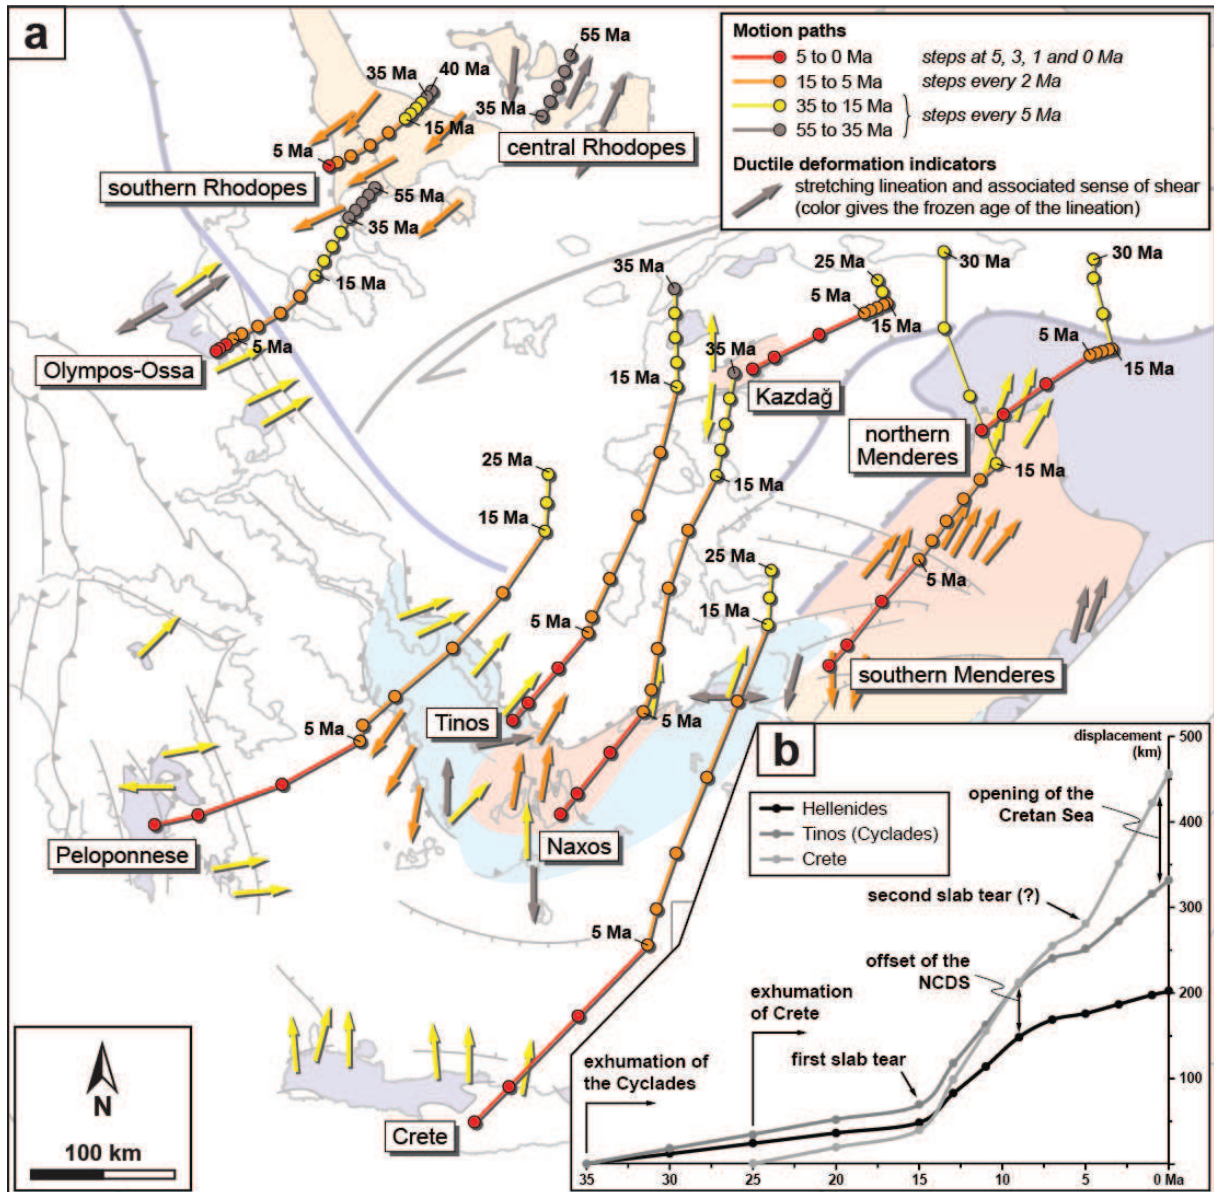 a
Motion paths
5 to 0 Ma steps at 5, 3, 1 and 0 Ma
15 to 5 Ma steps every 2 Ma
35 to 15 Ma
steps every 5 Ma
55 to 35 Ma
Ductile deformation indicators
stretching lineation and associated sense of shear
(color gives the frozen age of the lineation)
55 Ma
35 Ma
central Rhodopes
40 Ma
35 Ma
15 Ma
5 Ma
southern Rhodopes
55 Ma
35 Ma
15 Ma
5 Ma
Olympos-Ossa
35 Ma
15 Ma
5 Ma
Tinos
35 Ma
15 Ma
5 Ma
Naxos
25 Ma
5 Ma
15 Ma
Kazdağ
30 Ma
15 Ma
5 Ma
southern Menderes
30 Ma
5 Ma
15 Ma
northern
Menderes
25 Ma
15 Ma
5 Ma
Peloponnese
25 Ma
15 Ma
5 Ma
Crete
N
100 km
b
displacement
(km)
500
400
300
200
100
Hellenides
Tinos (Cyclades)
Crete
opening of the
Cretan Sea
second slab tear (?)
offset of the
NCDS
exhumation
of Crete
first slab tear
exhumation of
the Cyclades
35 30 25 20 15 10 5 0 Ma